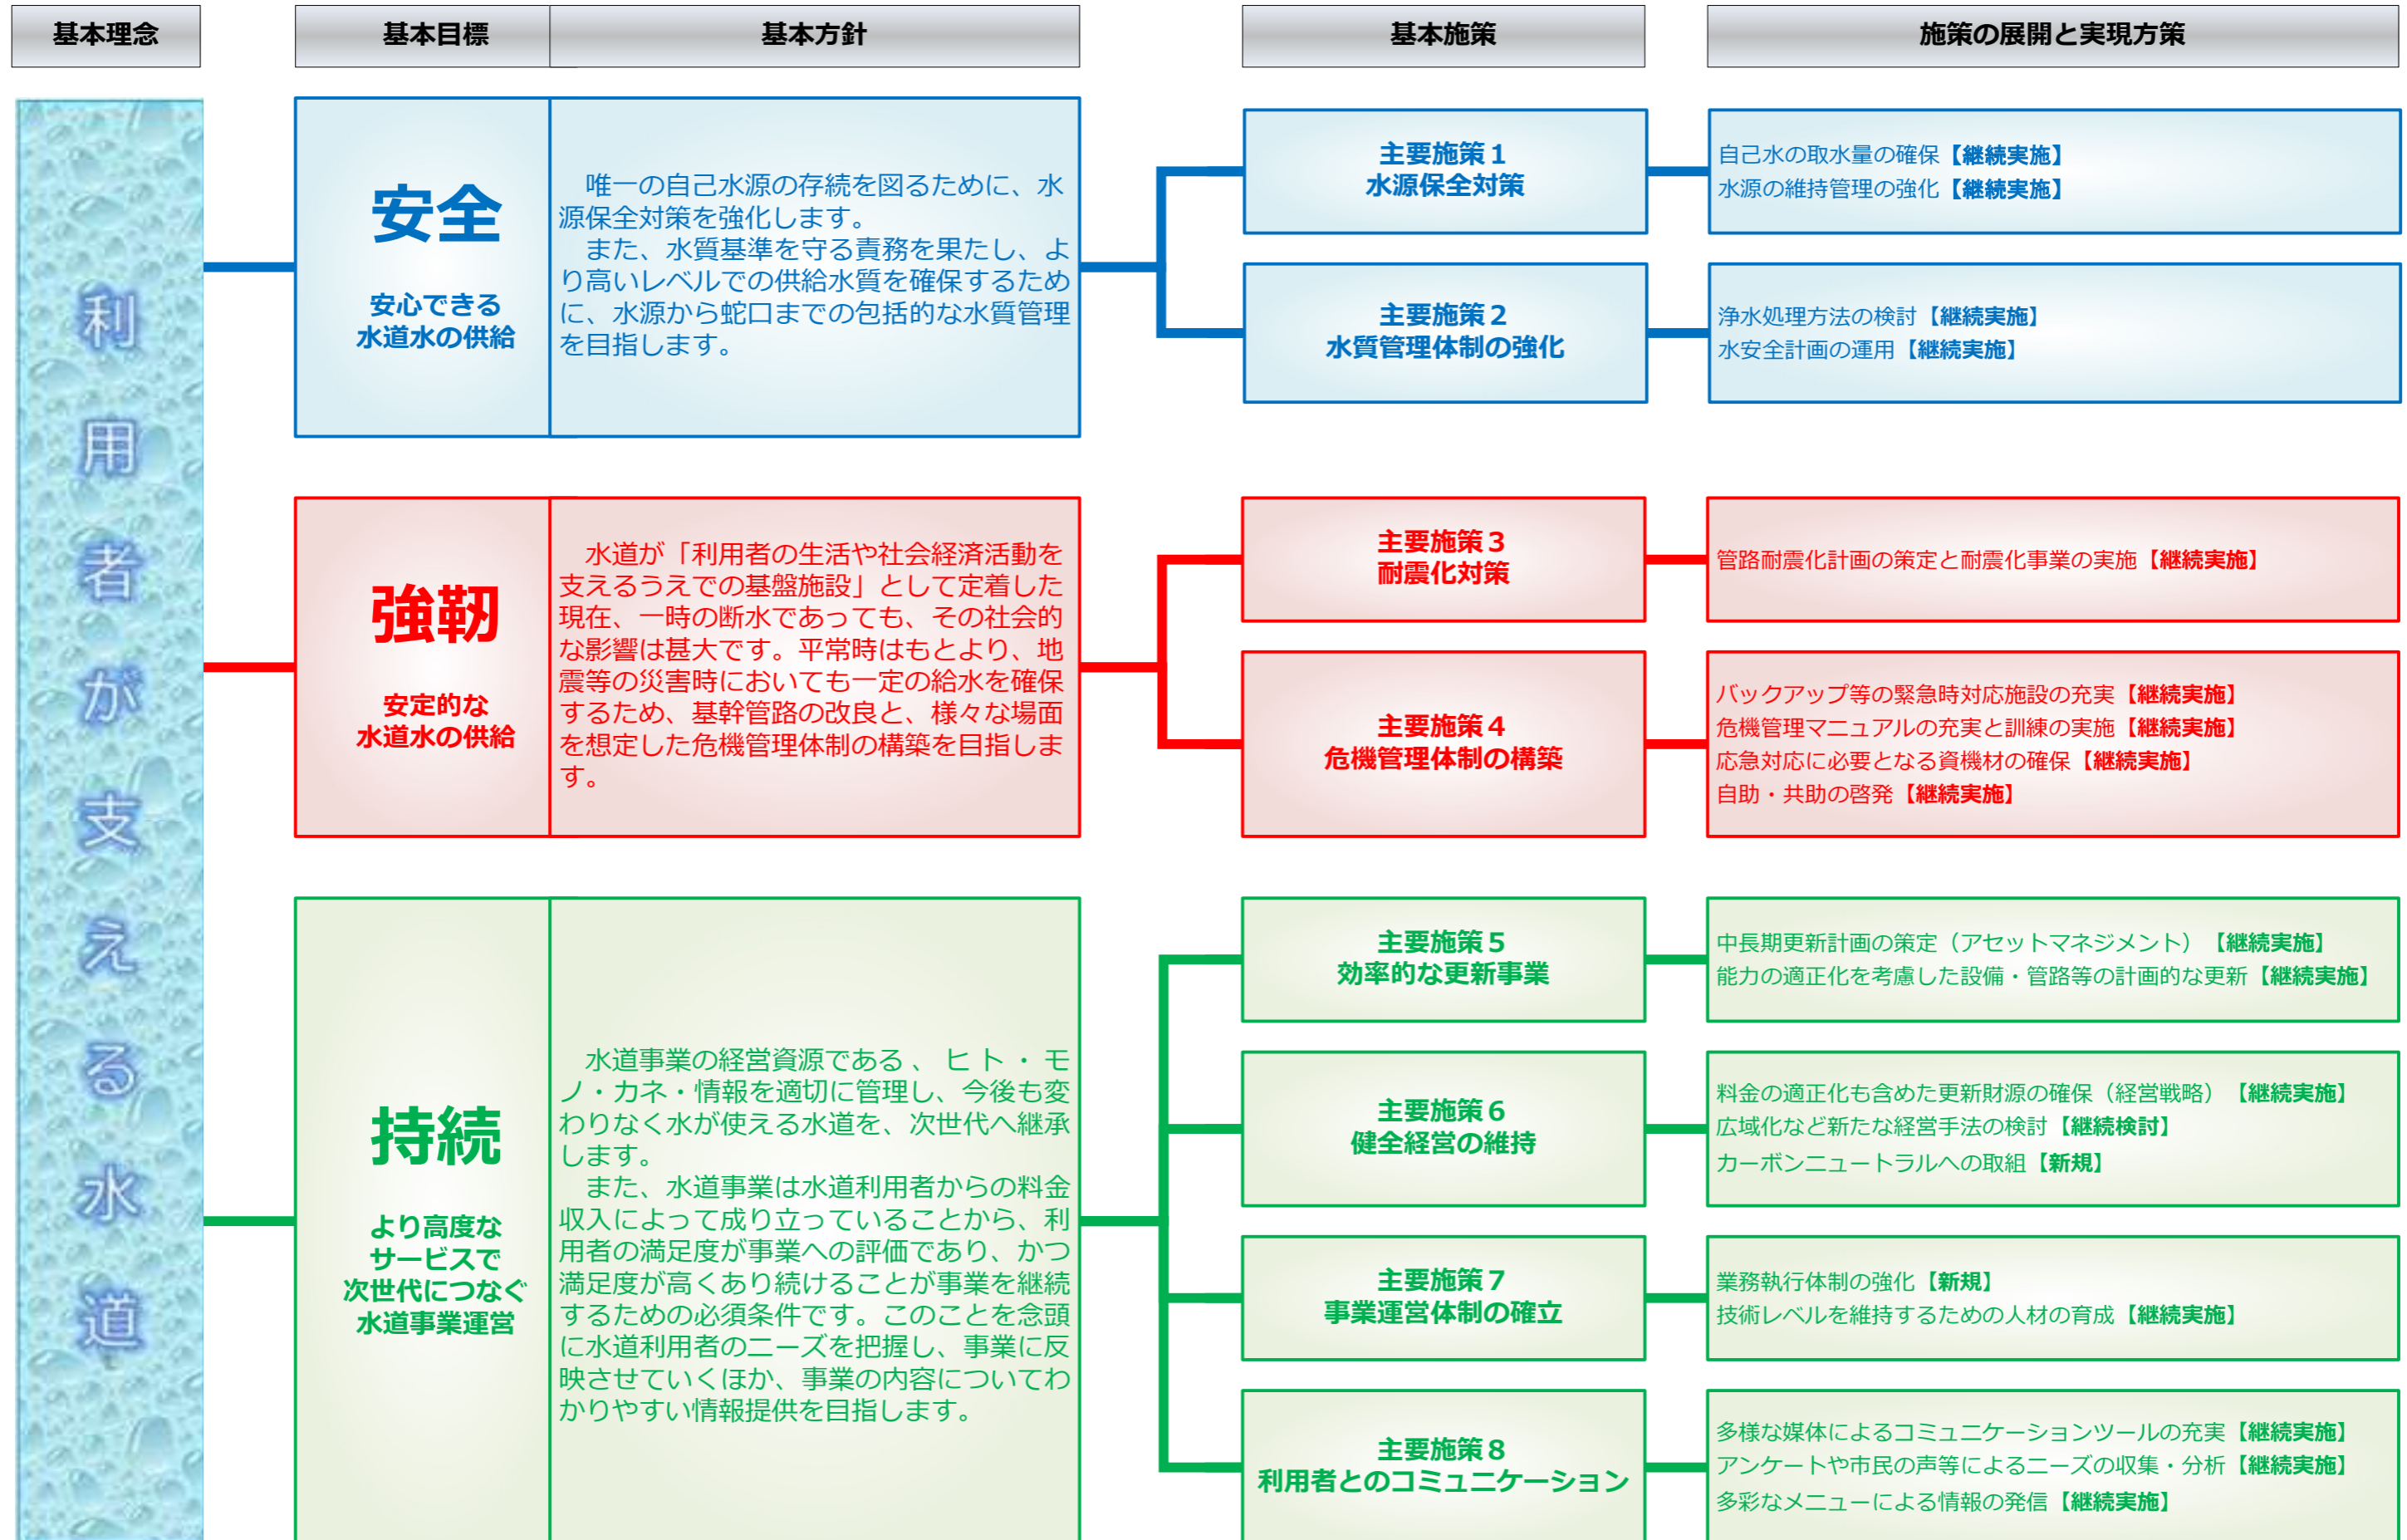 基本理念
基本目標
基本方針
基本施策
施策の展開と実現方策
利用者が支える水道
安全
安心できる
水道水の供給
唯一の自己水源の存続を図るために、水
源保全対策を強化します。
また、水質基準を守る責務を果たし、よ
り高いレベルでの供給水質を確保するため
に、水源から蛇口までの包括的な水質管理
を目指します。
主要施策１
水源保全対策
自己水の取水量の確保【継続実施】
水源の維持管理の強化【継続実施】
主要施策２
水質管理体制の強化
浄水処理方法の検討【継続実施】
水安全計画の運用【継続実施】
強靭
安定的な
水道水の供給
水道が「利用者の生活や社会経済活動を
支えるうえでの基盤施設」として定着した
現在、一時の断水であっても、その社会的
な影響は甚大です。平常時はもとより、地
震等の災害時においても一定の給水を確保
するため、基幹管路の改良と、様々な場面
を想定した危機管理体制の構築を目指しま
す。
主要施策３
耐震化対策
管路耐震化計画の策定と耐震化事業の実施【継続実施】
主要施策４
危機管理体制の構築
バックアップ等の緊急時対応施設の充実【継続実施】
危機管理マニュアルの充実と訓練の実施【継続実施】
応急対応に必要となる資機材の確保【継続実施】
自助・共助の啓発【継続実施】
持続
より高度な
サービスで
次世代につなぐ
水道事業運営
水道事業の経営資源である、ヒト・モ
ノ・カネ・情報を適切に管理し、今後も変
わりなく水が使える水道を、次世代へ継承
します。
また、水道事業は水道利用者からの料金
収入によって成り立っていることから、利
用者の満足度が事業への評価であり、かつ
満足度が高くあり続けることが事業を継続
するための必須条件です。このことを念頭
に水道利用者のニーズを把握し、事業に反
映させていくほか、事業の内容についてわ
かりやすい情報提供を目指します。
主要施策５
効率的な更新事業
中長期更新計画の策定（アセットマネジメント）【継続実施】
能力の適正化を考慮した設備・管路等の計画的な更新【継続実施】
主要施策６
健全経営の維持
料金の適正化も含めた更新財源の確保（経営戦略）【継続実施】
広域化など新たな経営手法の検討【継続検討】
カーボンニュートラルへの取組【新規】
主要施策７
事業運営体制の確立
業務執行体制の強化【新規】
技術レベルを維持するための人材の育成【継続実施】
主要施策８
利用者とのコミュニケーション
多様な媒体によるコミュニケーションツールの充実【継続実施】
アンケートや市民の声等によるニーズの収集・分析【継続実施】
多彩なメニューによる情報の発信【継続実施】